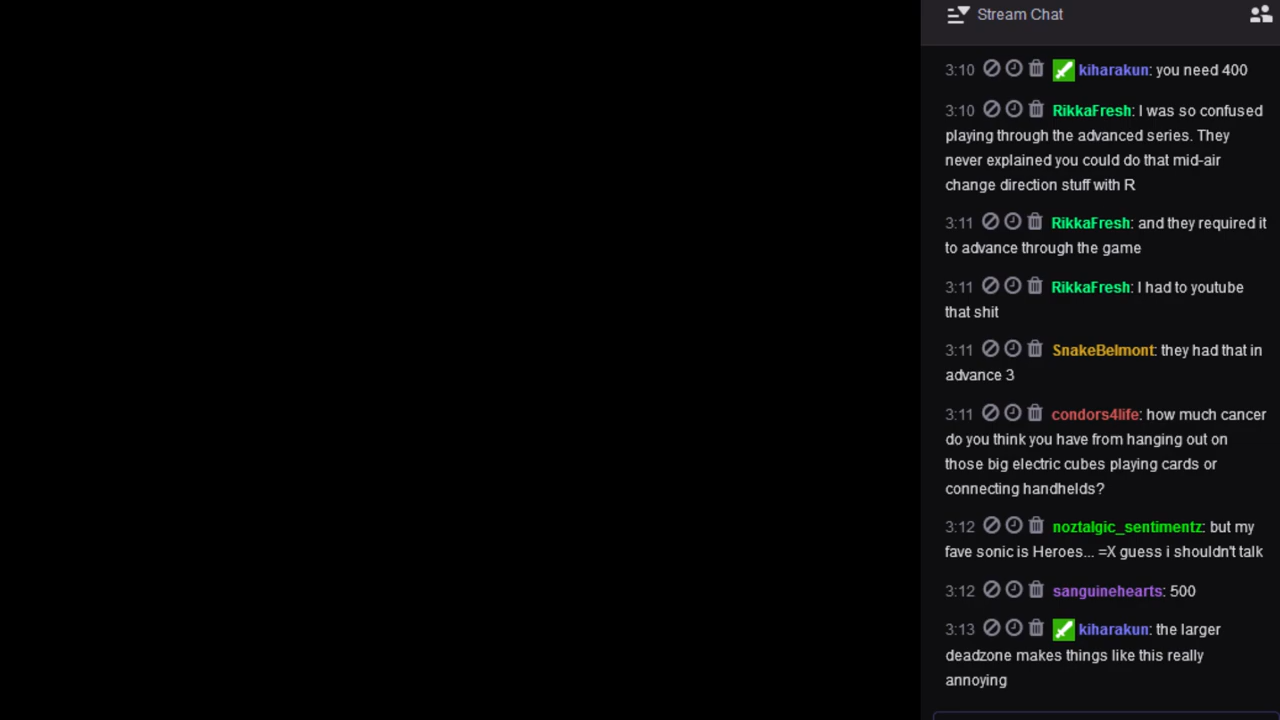 Stream Chat
3:10 kiharakun: you need 400
3:10 RikkaFresh: I was so confused
playing through the advanced series. They
never explained you could do that mid-air
change direction stuff with R
3:11 RikkaFresh: and they required it
to advance through the game
3:11 RikkaFresh: I had to youtube
that shit
3:11 SnakeBelmont: they had that in
advance 3
3:11 condors4life: how much cancer
do you think you have from hanging out on
those big electric cubes playing cards or
connecting handhelds?
3:12 noztalgic_sentimentz: but my
fave sonic is Heroes... =X guess i shouldn't talk
3:12 sanguinehearts: 500
3:13 kiharakun: the larger
deadzone makes things like this really
annoying